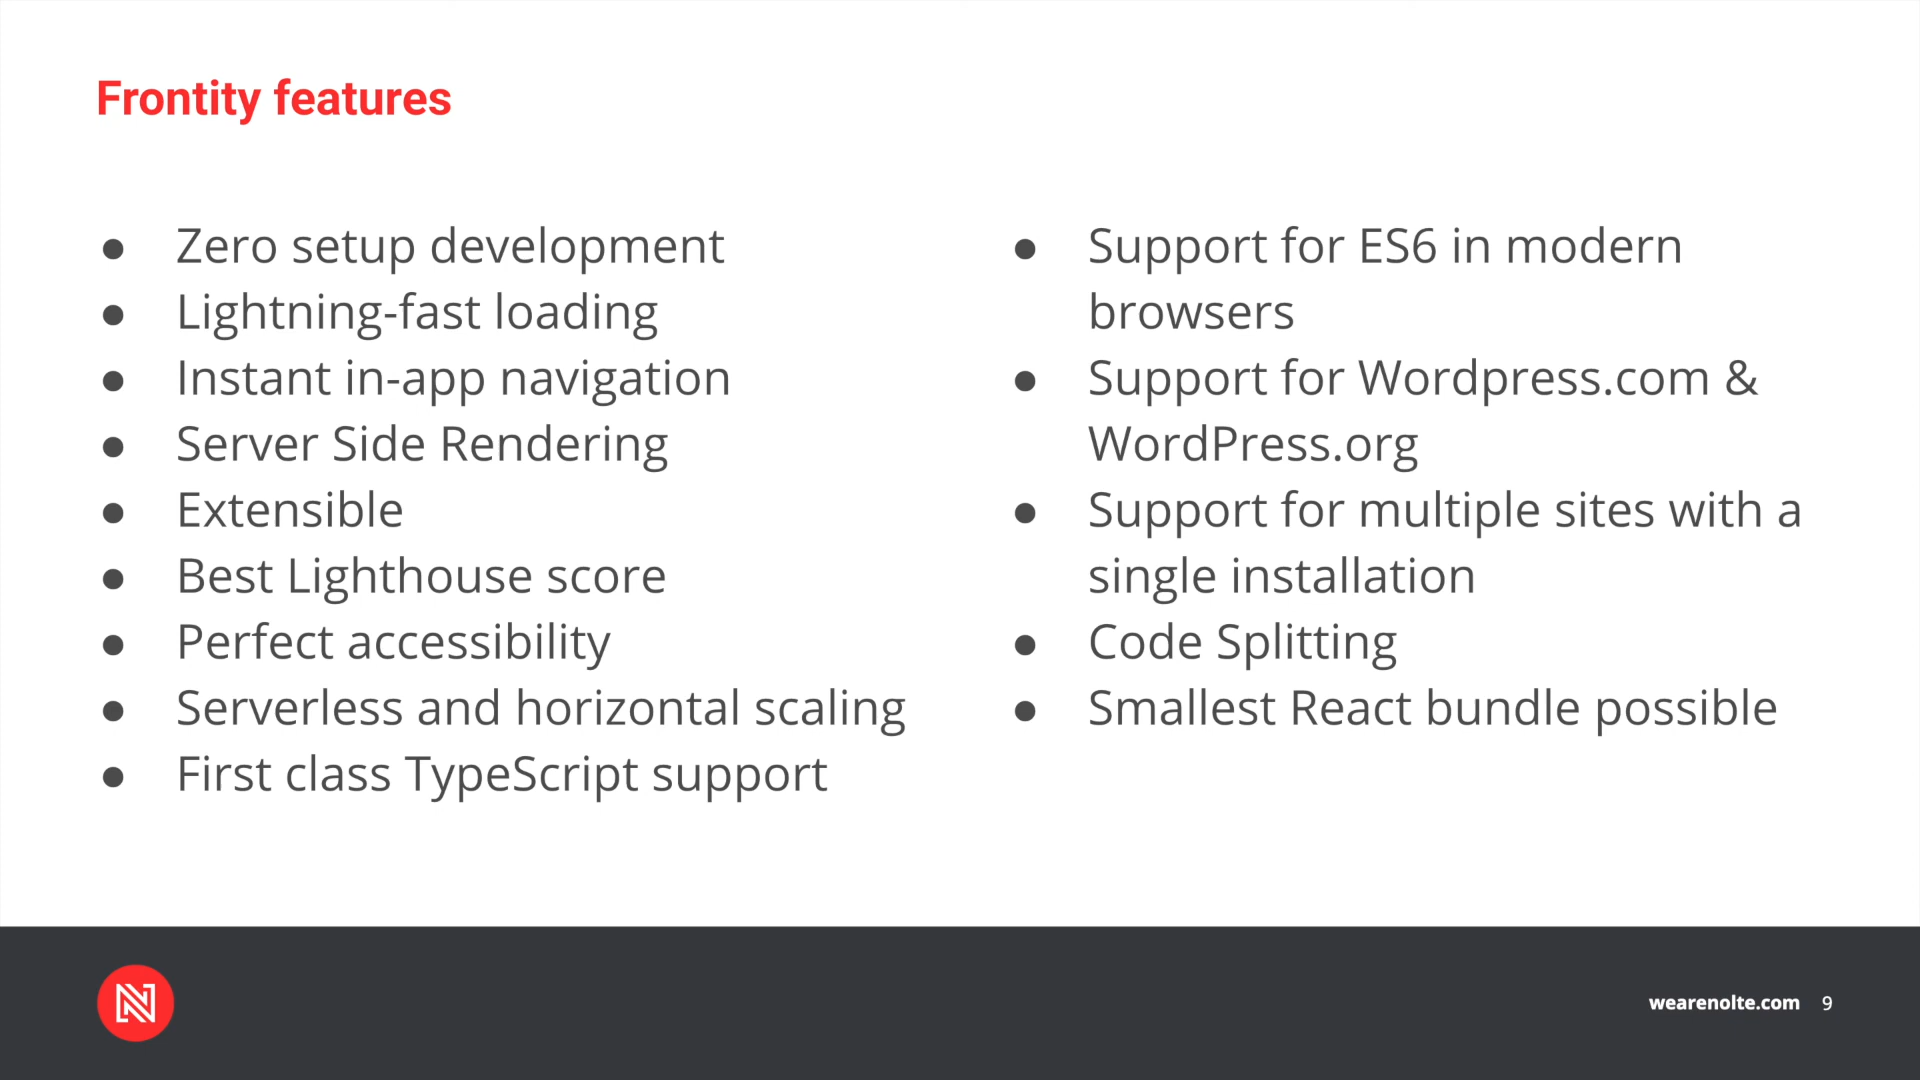 Frontity features
● Zero setup development
● Lightning-fast loading
● Instant in-app navigation
● Server Side Rendering
● Extensible
● Best Lighthouse score
● Perfect accessibility
● Serverless and horizontal scaling
● First class TypeScript support
● Support for ES6 in modern
browsers
● Support for Wordpress.com &
WordPress.org
● Support for multiple sites with a
single installation
● Code Splitting
● Smallest React bundle possible
N
wearenolte.com 9